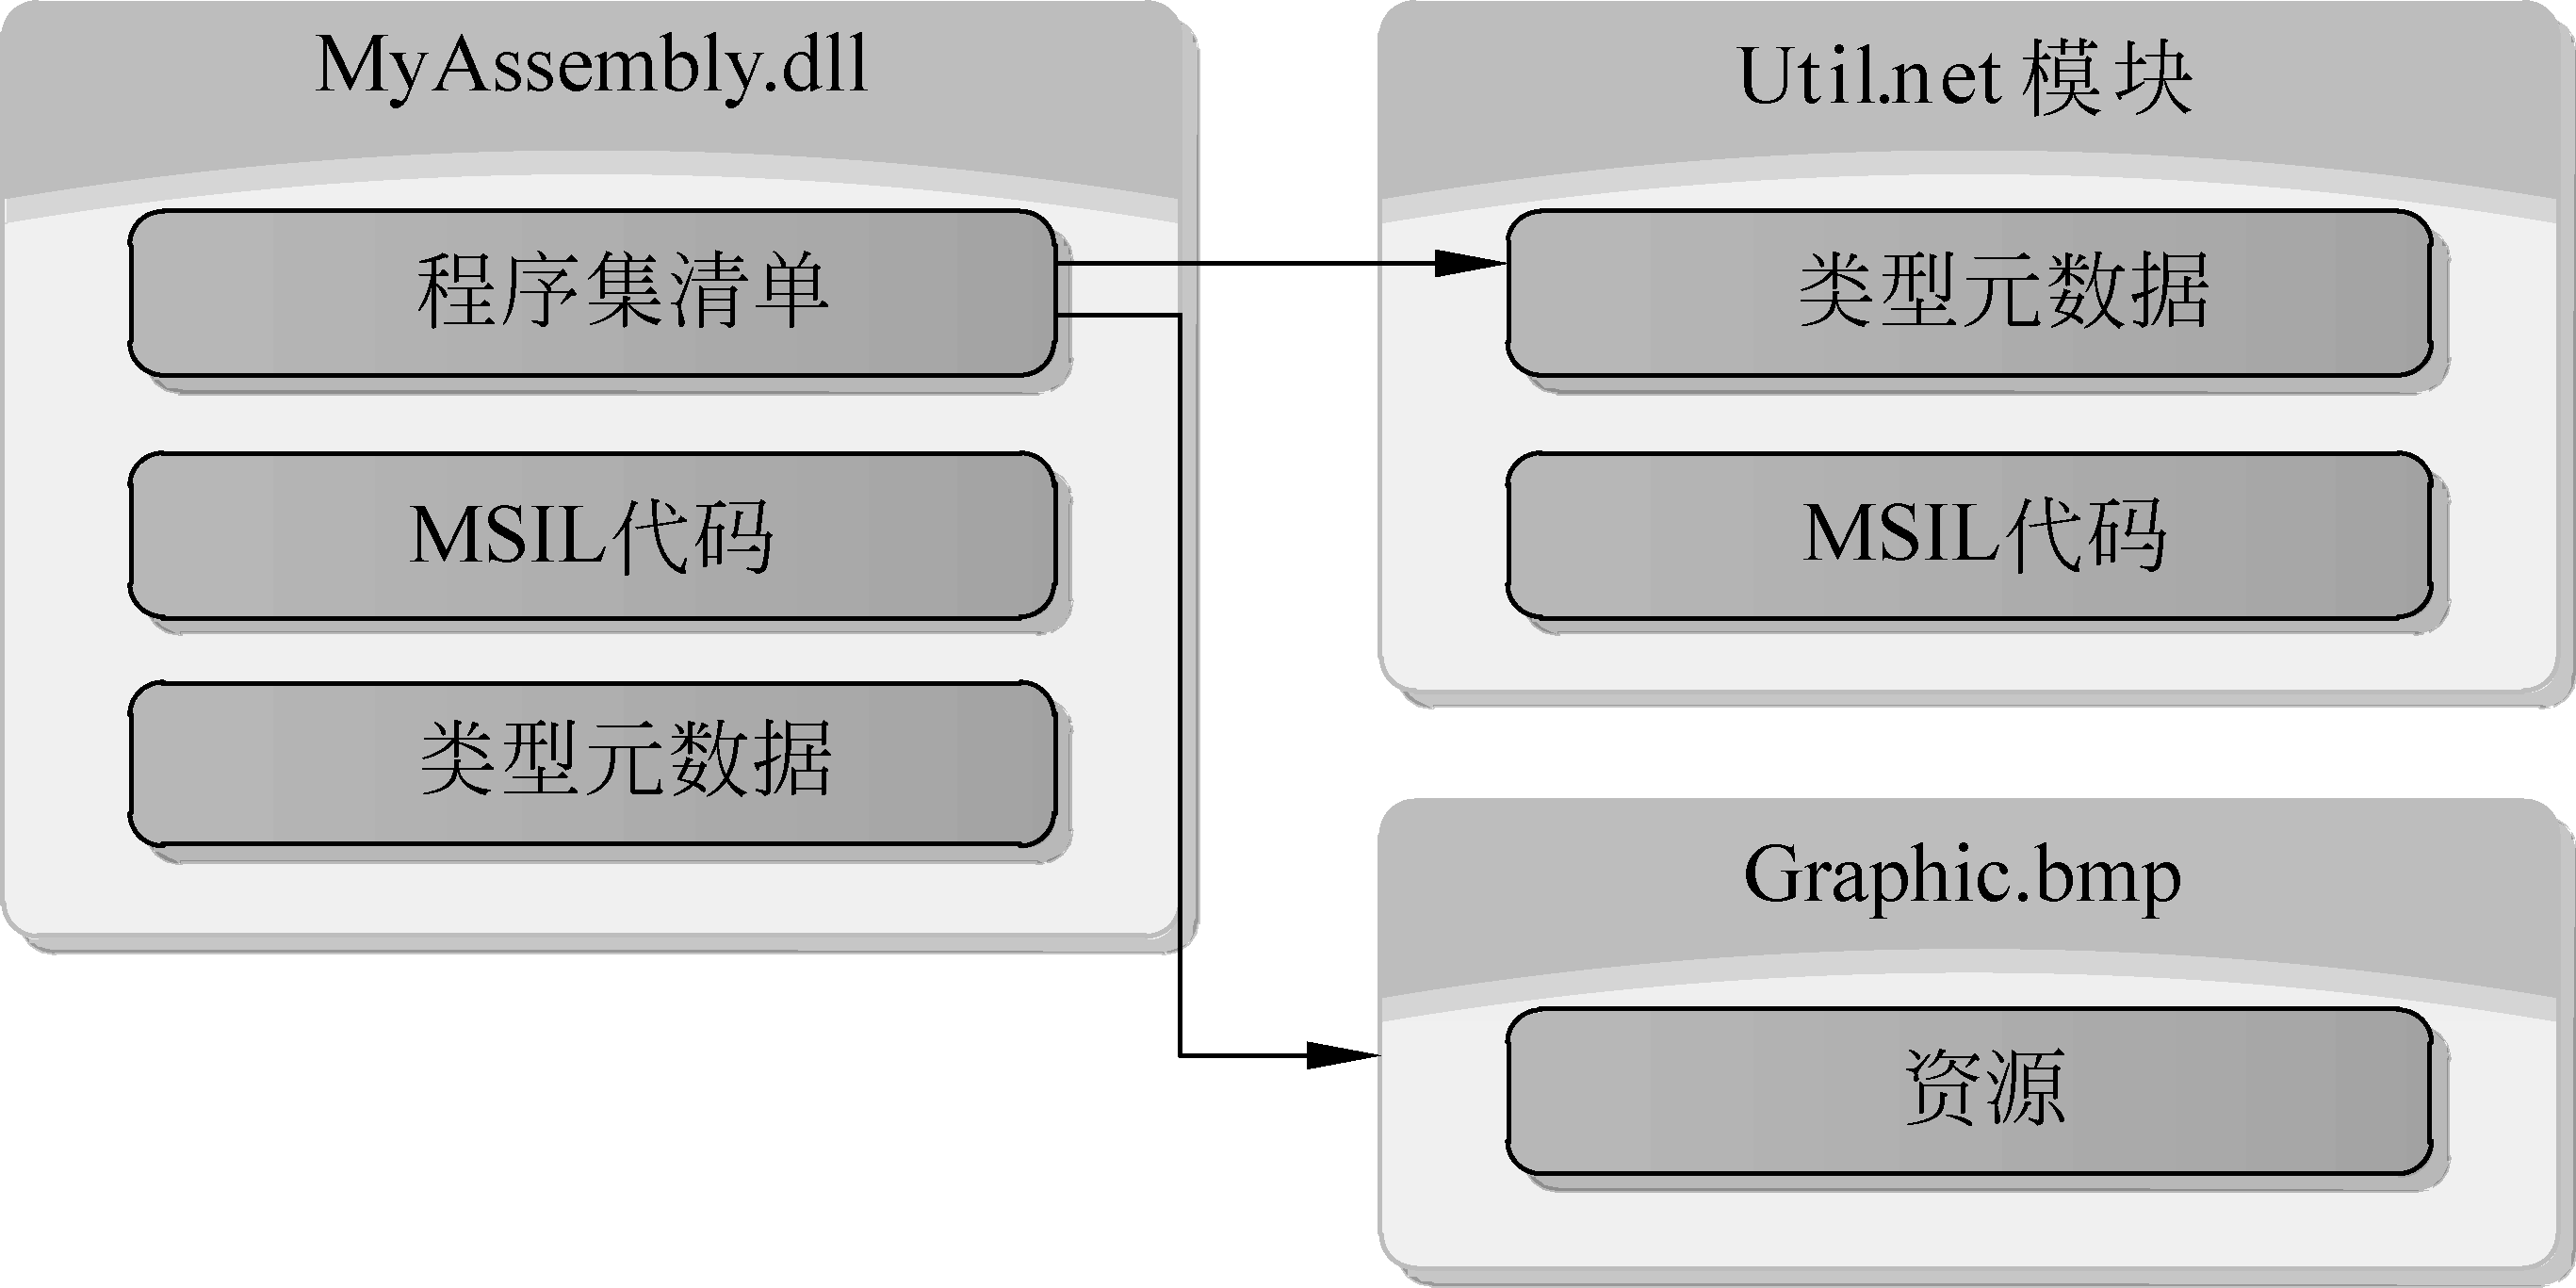 MyAssembly.dll
程序集清单
MSIL代码
类型元数据
Util.net 模块
类型元数据
MSIL代码
Graphic.bmp
资源